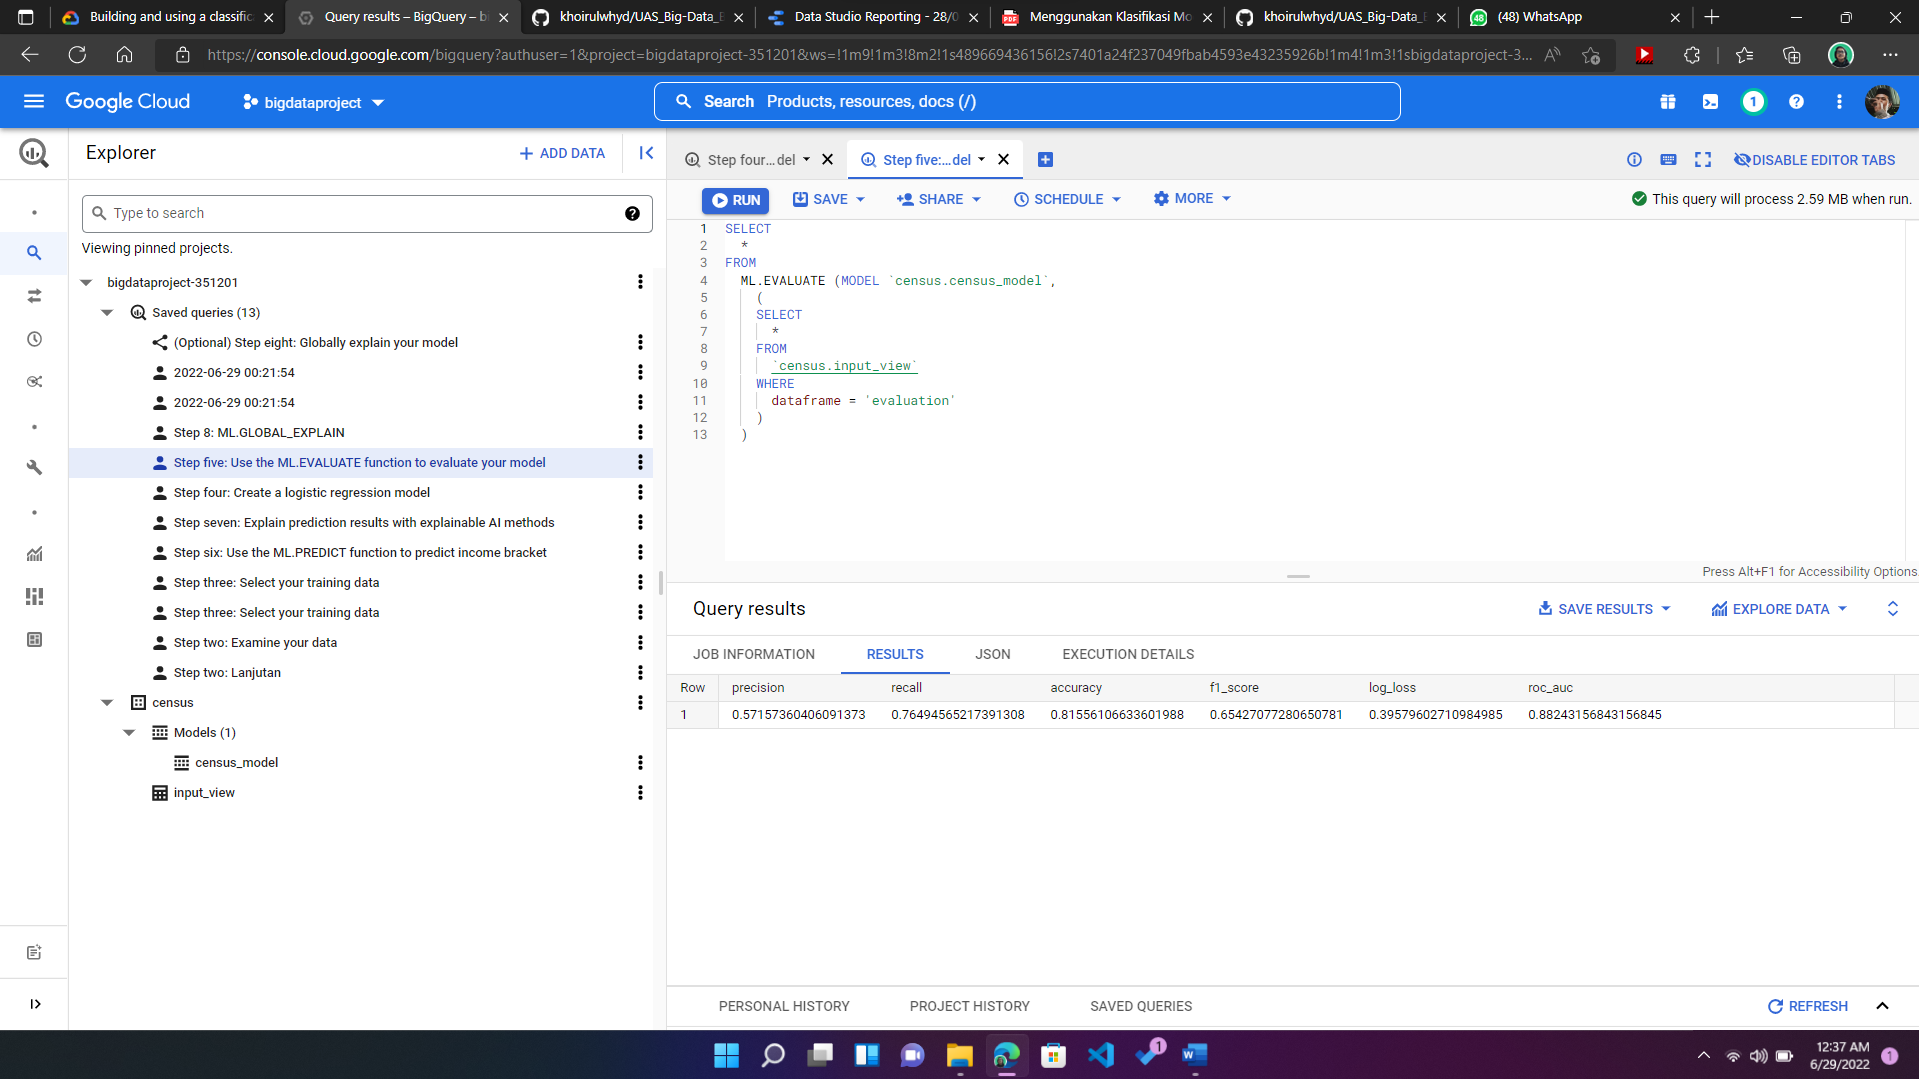 Building and using a classific
Query results – BigQuery – bi
khoirulwhyd/UAS_Big-Data_B
Data Studio Reporting - 28/0
Menggunakan Klasifikasi Mo
khoirulwhyd/UAS_Big-Data_B
(48) WhatsApp
https://console.cloud.google.com/bigquery?authuser=1&project=bigdataproject-351201&ws=!1m9!1m3!8m2!1s489669436156!2s7401a24f237049fbab4593e43235926b!1m4!1m3!1sbigdataproject-3...
Google Cloud
bigdataproject
Search Products, resources, docs (/)
1
Explorer
ADD DATA
Step four...del
Step five:...del
DISABLE EDITOR TABS
Type to search
RUN
SAVE
SHARE
SCHEDULE
MORE
This query will process 2.59 MB when run.
Viewing pinned projects.
bigdataproject-351201
Saved queries (13)
(Optional) Step eight: Globally explain your model
2022-06-29 00:21:54
2022-06-29 00:21:54
Step 8: ML.GLOBAL_EXPLAIN
Step five: Use the ML.EVALUATE function to evaluate your model
Step four: Create a logistic regression model
Step seven: Explain prediction results with explainable AI methods
Step six: Use the ML.PREDICT function to predict income bracket
Step three: Select your training data
Step three: Select your training data
Step two: Examine your data
Step two: Lanjutan
census
Models (1)
census_model
input_view
1 SELECT
2 *
3 FROM
4 ML.EVALUATE (MODEL `census.census_model`,
5 (
6 SELECT
7 *
8 FROM
9 `census.input_view`
10 WHERE
11 dataframe = 'evaluation'
12 )
13 )
Press Alt+F1 for Accessibility Options.
Query results
SAVE RESULTS
EXPLORE DATA
JOB INFORMATION
RESULTS
JSON
EXECUTION DETAILS
Row precision recall accuracy f1_score log_loss roc_auc
1 0.57157360406091373 0.76494565217391308 0.81556106633601988 0.65427077280650781 0.39579602710984985 0.88243156843156845
PERSONAL HISTORY
PROJECT HISTORY
SAVED QUERIES
REFRESH
1
12:37 AM
6/29/2022
1